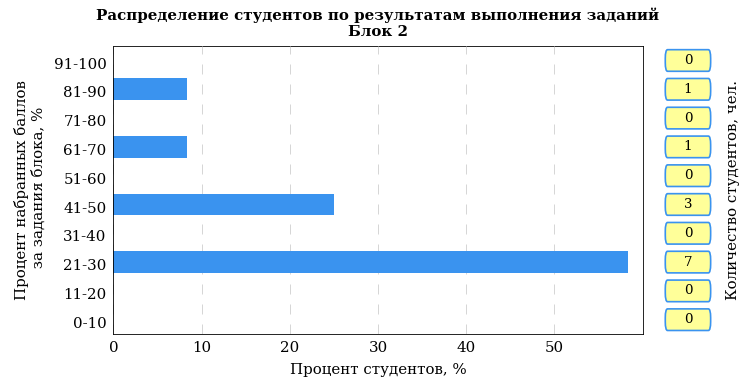 Распределение студентов по результатам выполнения заданий
Блок 2
Процент набранных баллов
за задания блока, %
91-100
81-90
71-80
61-70
51-60
41-50
31-40
21-30
11-20
0-10
0
1
0
1
0
3
0
7
0
0
Количество студентов, чел.
0 10 20 30 40 50
Процент студентов, %